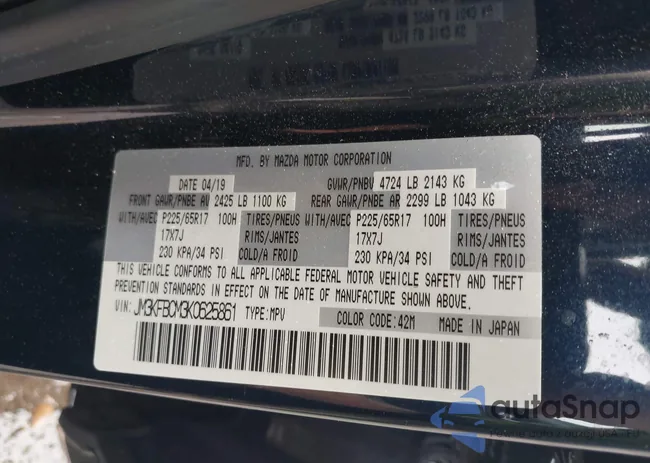 MFD. BY MAZDA MOTOR CORPORATION
DATE 04/19 GVWR/PNBV 4724 LB 2143 KG
FRONT GAWR/PNBE AV 2425 LB 1100 KG REAR GAWR/PNBE AR 2299 LB 1043 KG
WITH/AVEC P225/65R17 100H TIRES/PNEUS WITH/AVEC P225/65R17 100H TIRES/PNEUS
17X7J RIMS/JANTES 17X7J RIMS/JANTES
230 KPA/34 PSI COLD/A FROID 230 KPA/34 PSI COLD/A FROID
THIS VEHICLE CONFORMS TO ALL APPLICABLE FEDERAL MOTOR VEHICLE SAFETY AND THEFT
PREVENTION STANDARDS IN EFFECT ON THE DATE OF MANUFACTURE SHOWN ABOVE.
VIN: JM3KFBCM3K0625861 TYPE: MPV COLOR CODE: 42M MADE IN JAPAN
autoSnap